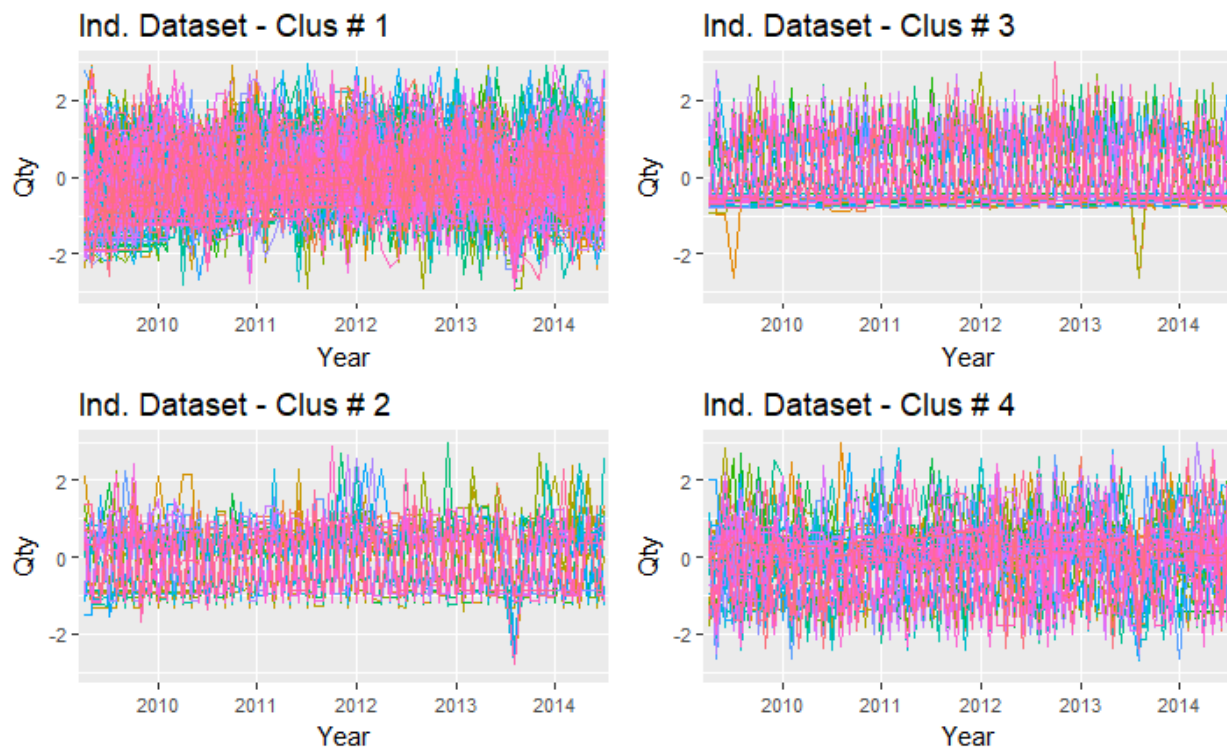 Ind. Dataset - Clus # 1
Qty
2
0
-2
2010 2011 2012 2013 2014
Year
Ind. Dataset - Clus # 3
Qty
2
0
-2
2010 2011 2012 2013 2014
Year
Ind. Dataset - Clus # 2
Qty
2
0
-2
2010 2011 2012 2013 2014
Year
Ind. Dataset - Clus # 4
Qty
2
0
-2
2010 2011 2012 2013 2014
Year